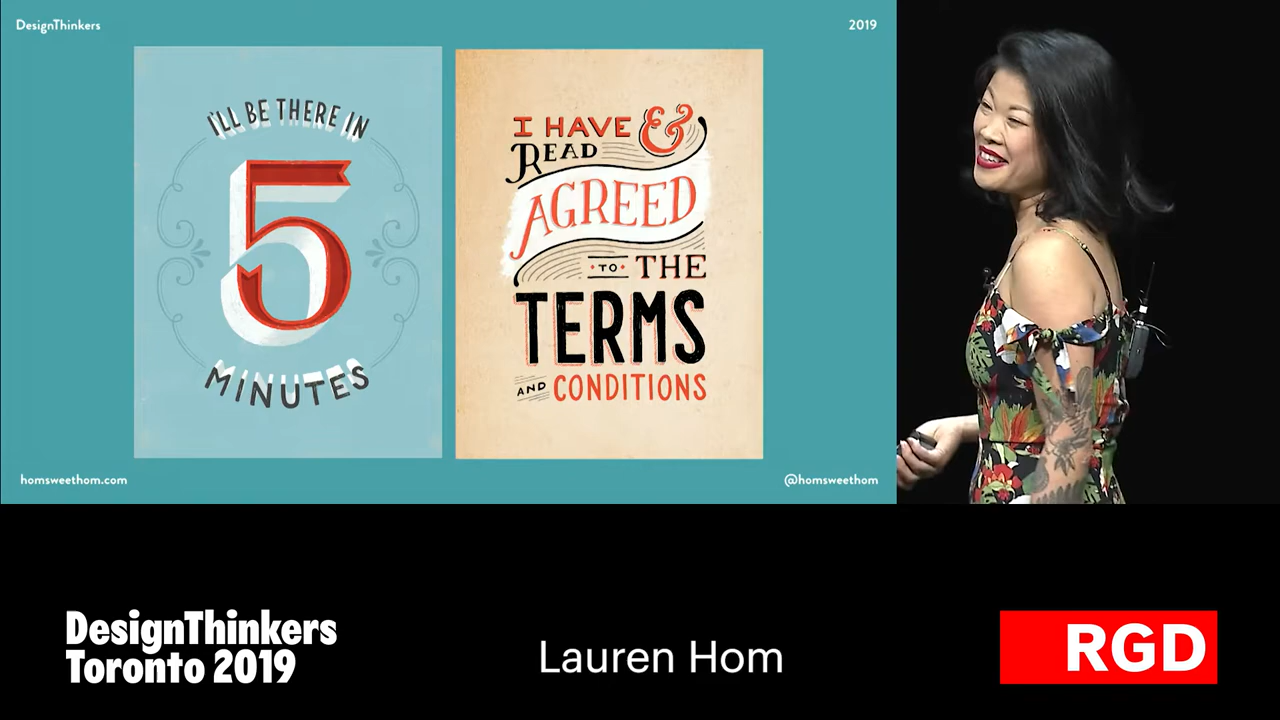 DesignThinkers
2019
I'LL BE THERE IN
5
MINUTES
I HAVE &
READ
AGREED
TO THE
TERMS
AND CONDITIONS
homsweethom.com
@homsweethom
DesignThinkers
Toronto 2019
Lauren Hom
RGD